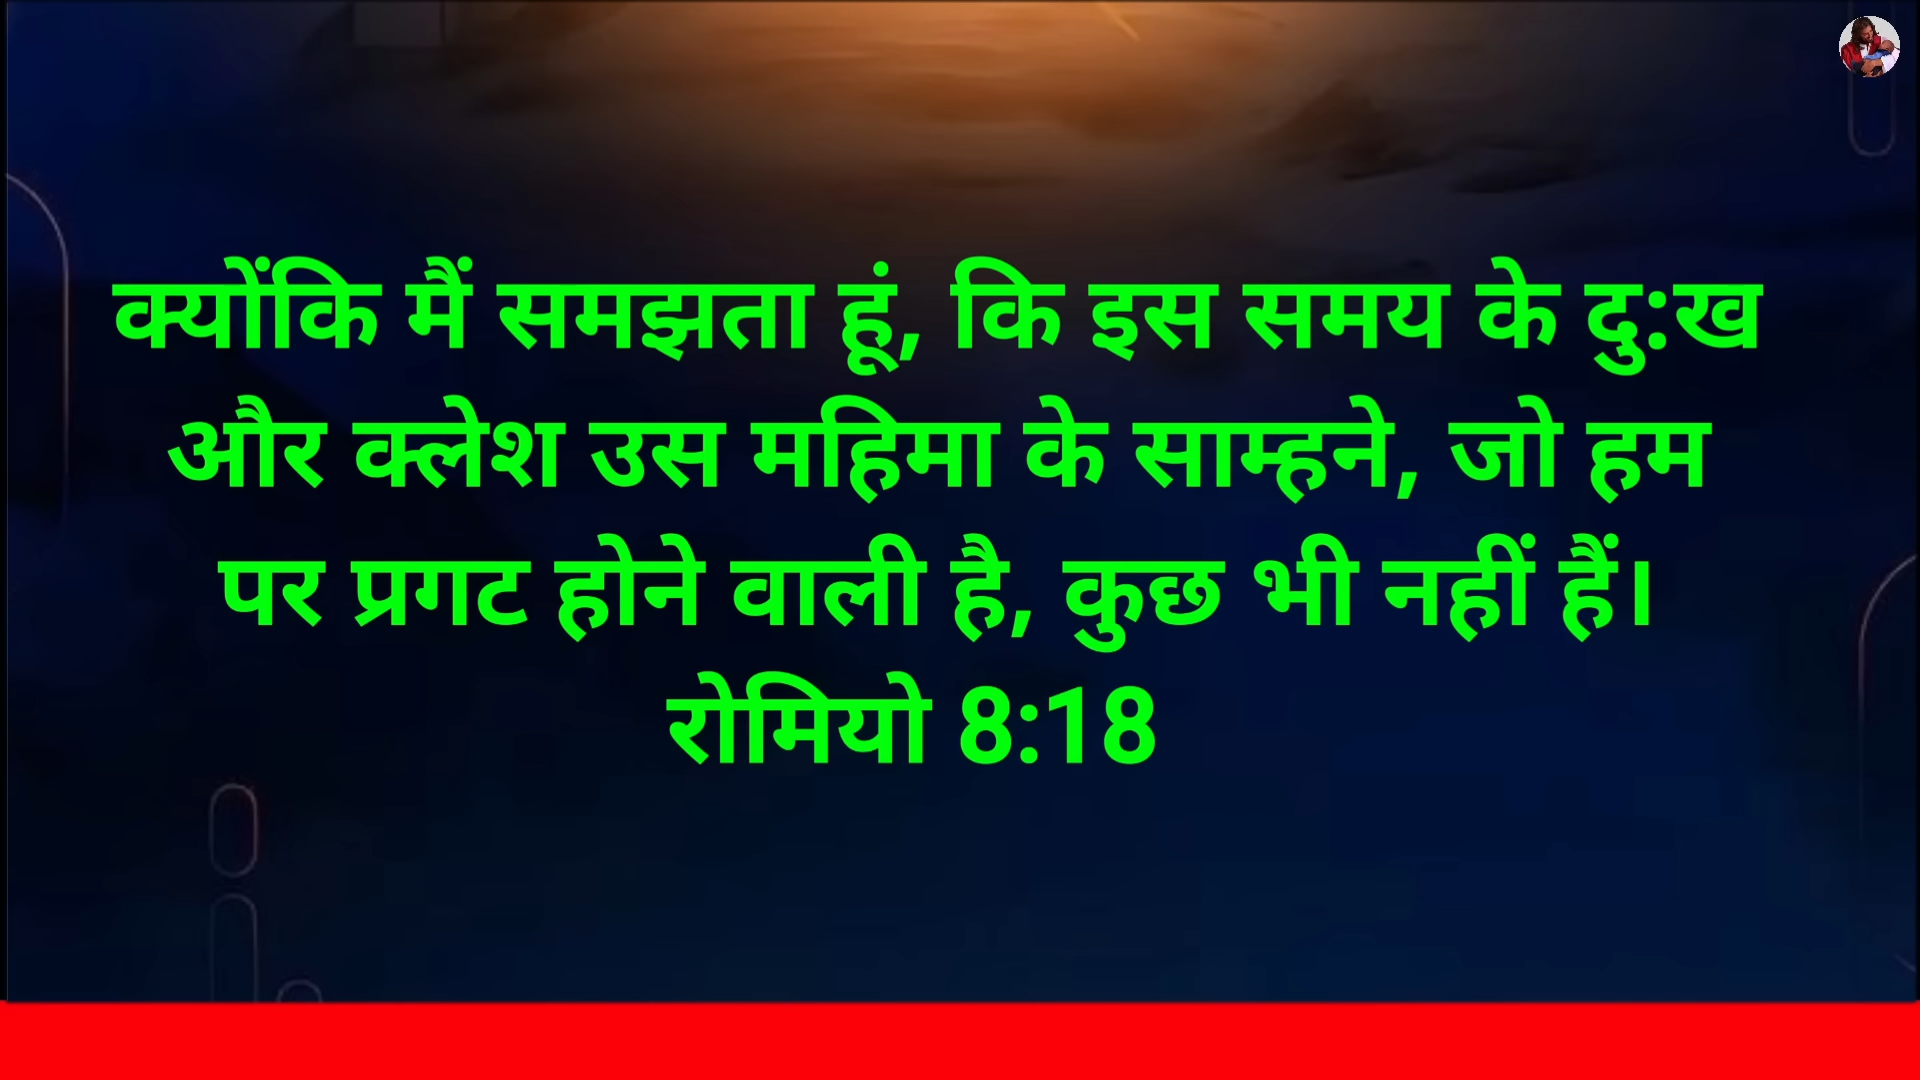 क्योंकि मैं समझता हूं, कि इस समय के दु:ख
और क्लेश उस महिमा के साम्हने, जो हम
पर प्रगट होने वाली है, कुछ भी नहीं हैं।
रोमियो 8:18